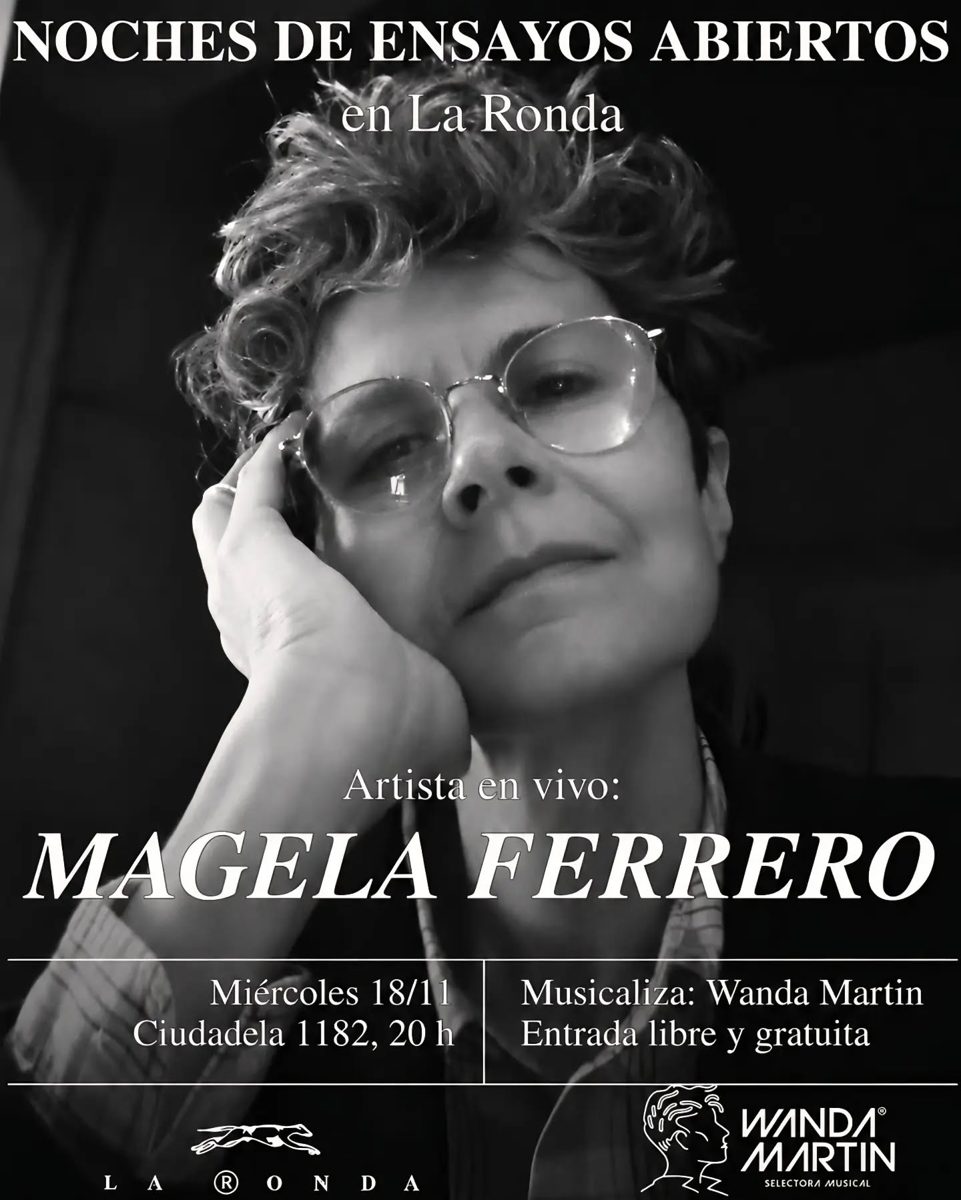 NOCHES DE ENSAYOS ABIERTOS
en La Ronda
Artista en vivo:
MAGELA FERRERO
Miércoles 18/11
Ciudadela 1182, 20 h
Musicaliza: Wanda Martin
Entrada libre y gratuita
LA ® ONDA
WANDA®
MARTIN
SELECTORA MUSICAL